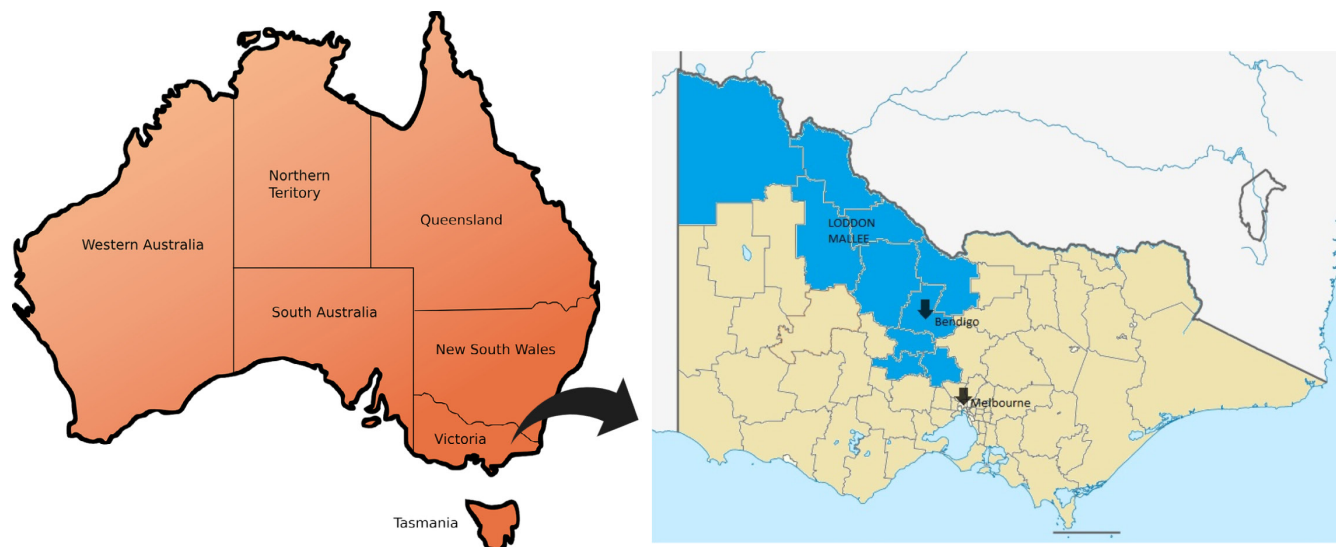 Northern
Teritory
Queensland
Western Australia
South Australia
New South Wales
Victoria
Tasmania
LODDON
MALLEE
Bendigo
Melbourne